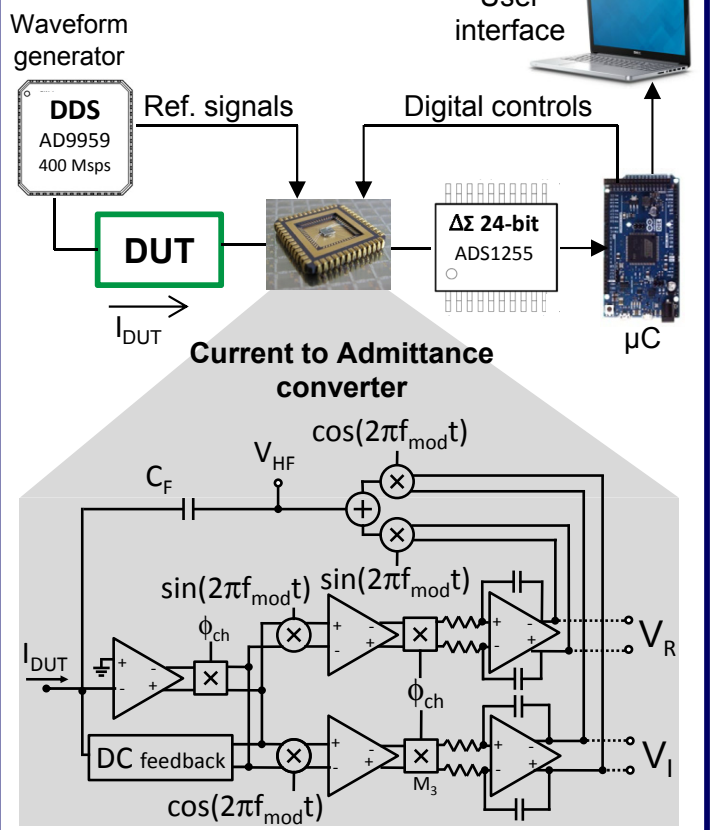 User
interface
Waveform
generator
DDS
AD9959
400 Msps
Ref. signals
Digital controls
DUT
ΔΣ 24-bit
ADS1255
I_DUT
μC
Current to Admittance
converter
cos(2πf_mod t)
V_HF
C_F
×
+
×
sin(2πf_mod t) sin(2πf_mod t)
ϕ_ch
I_DUT
+ - - + × × + - - + × + - - +
V_R
ϕ_ch
DC feedback
× + - - + × + - - +
V_I
M_3
cos(2πf_mod t)